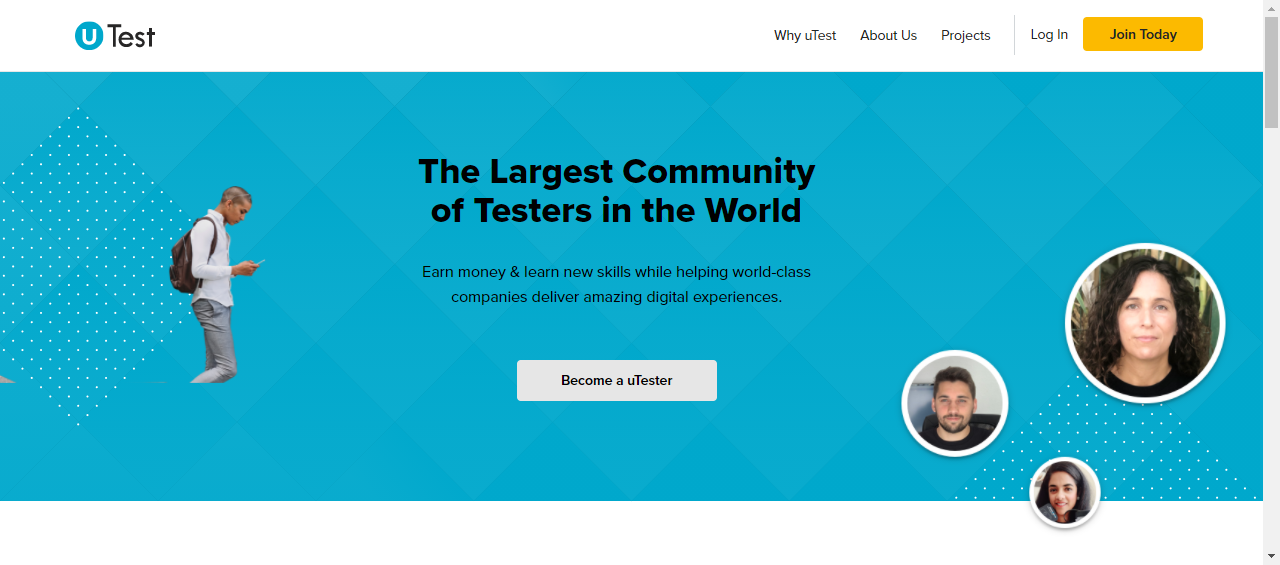 uTest
Why uTest
About Us
Projects
Log In
Join Today
The Largest Community
of Testers in the World
Earn money & learn new skills while helping world-class
companies deliver amazing digital experiences.
Become a uTester